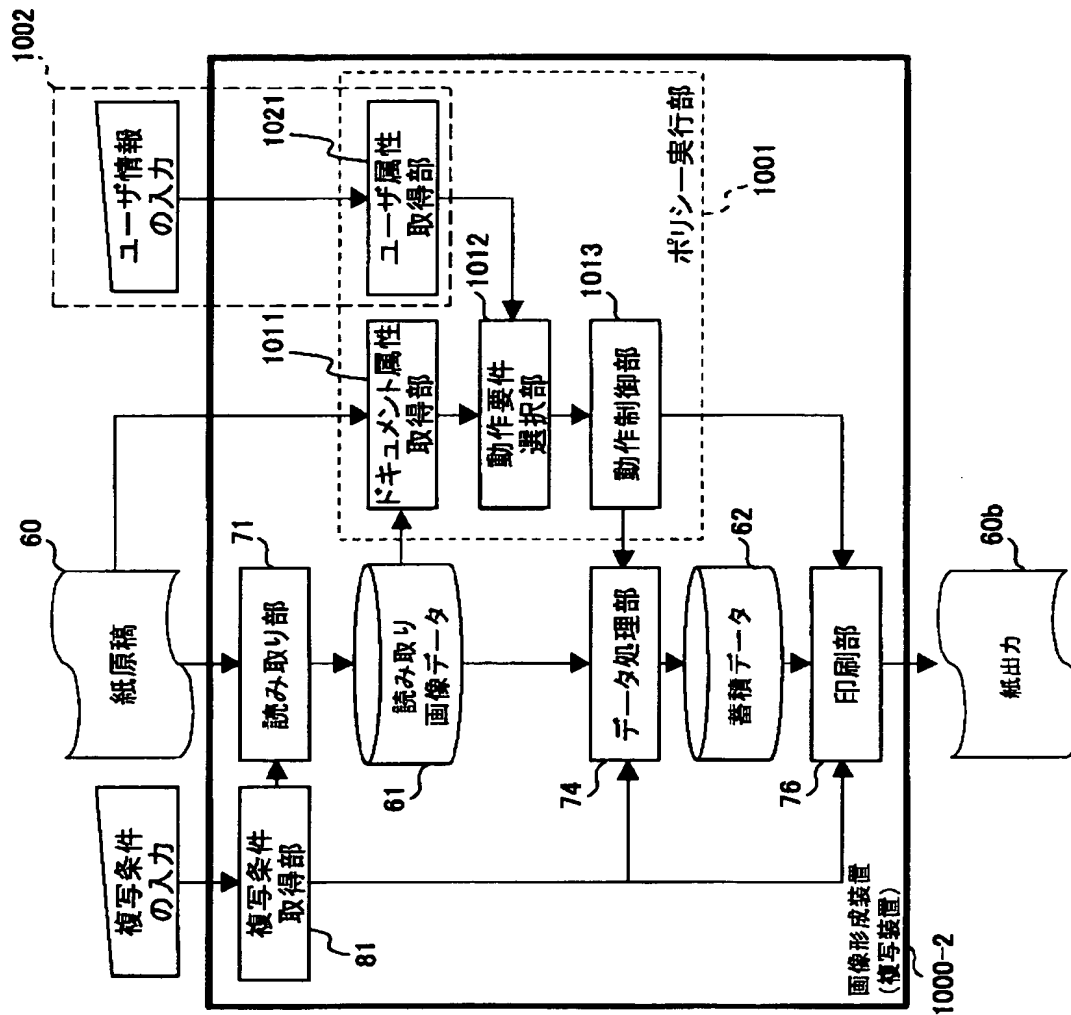 複写条件
の入力
紙原稿
60
ユーザ情報
の入力
1002
複写条件
取得部
81
読み取り部
71
読み取り
画像データ
61
ドキュメント属性
取得部
1011
ユーザ属性
取得部
1021
動作要件
選択部
1012
動作制御部
1013
ポリシー実行部
1001
データ処理部
74
蓄積データ
62
印刷部
76
画像形成装置
(複写装置)
1000-2
紙出力
60b